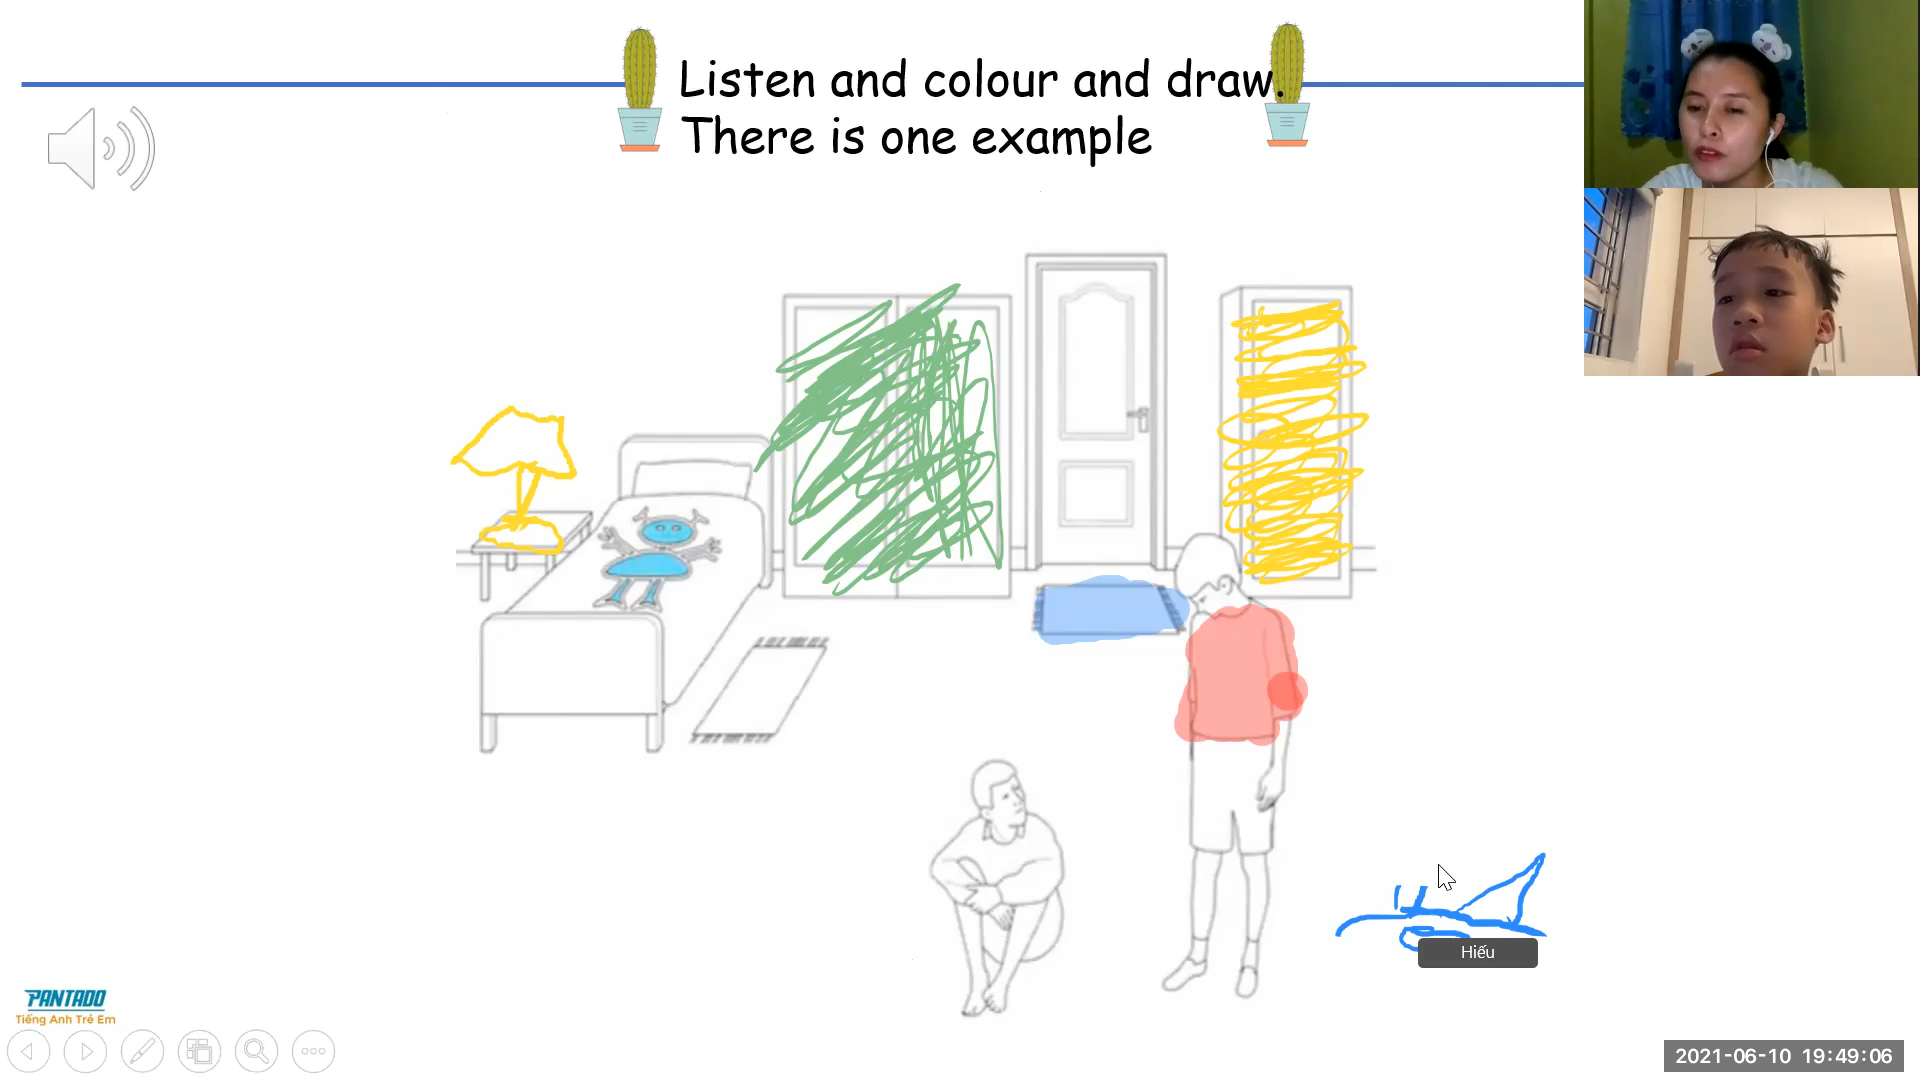 Listen and colour and draw.
There is one example
Hiếu
PANTADO
Tiếng Anh Trẻ Em
2021-06-10 19:49:06